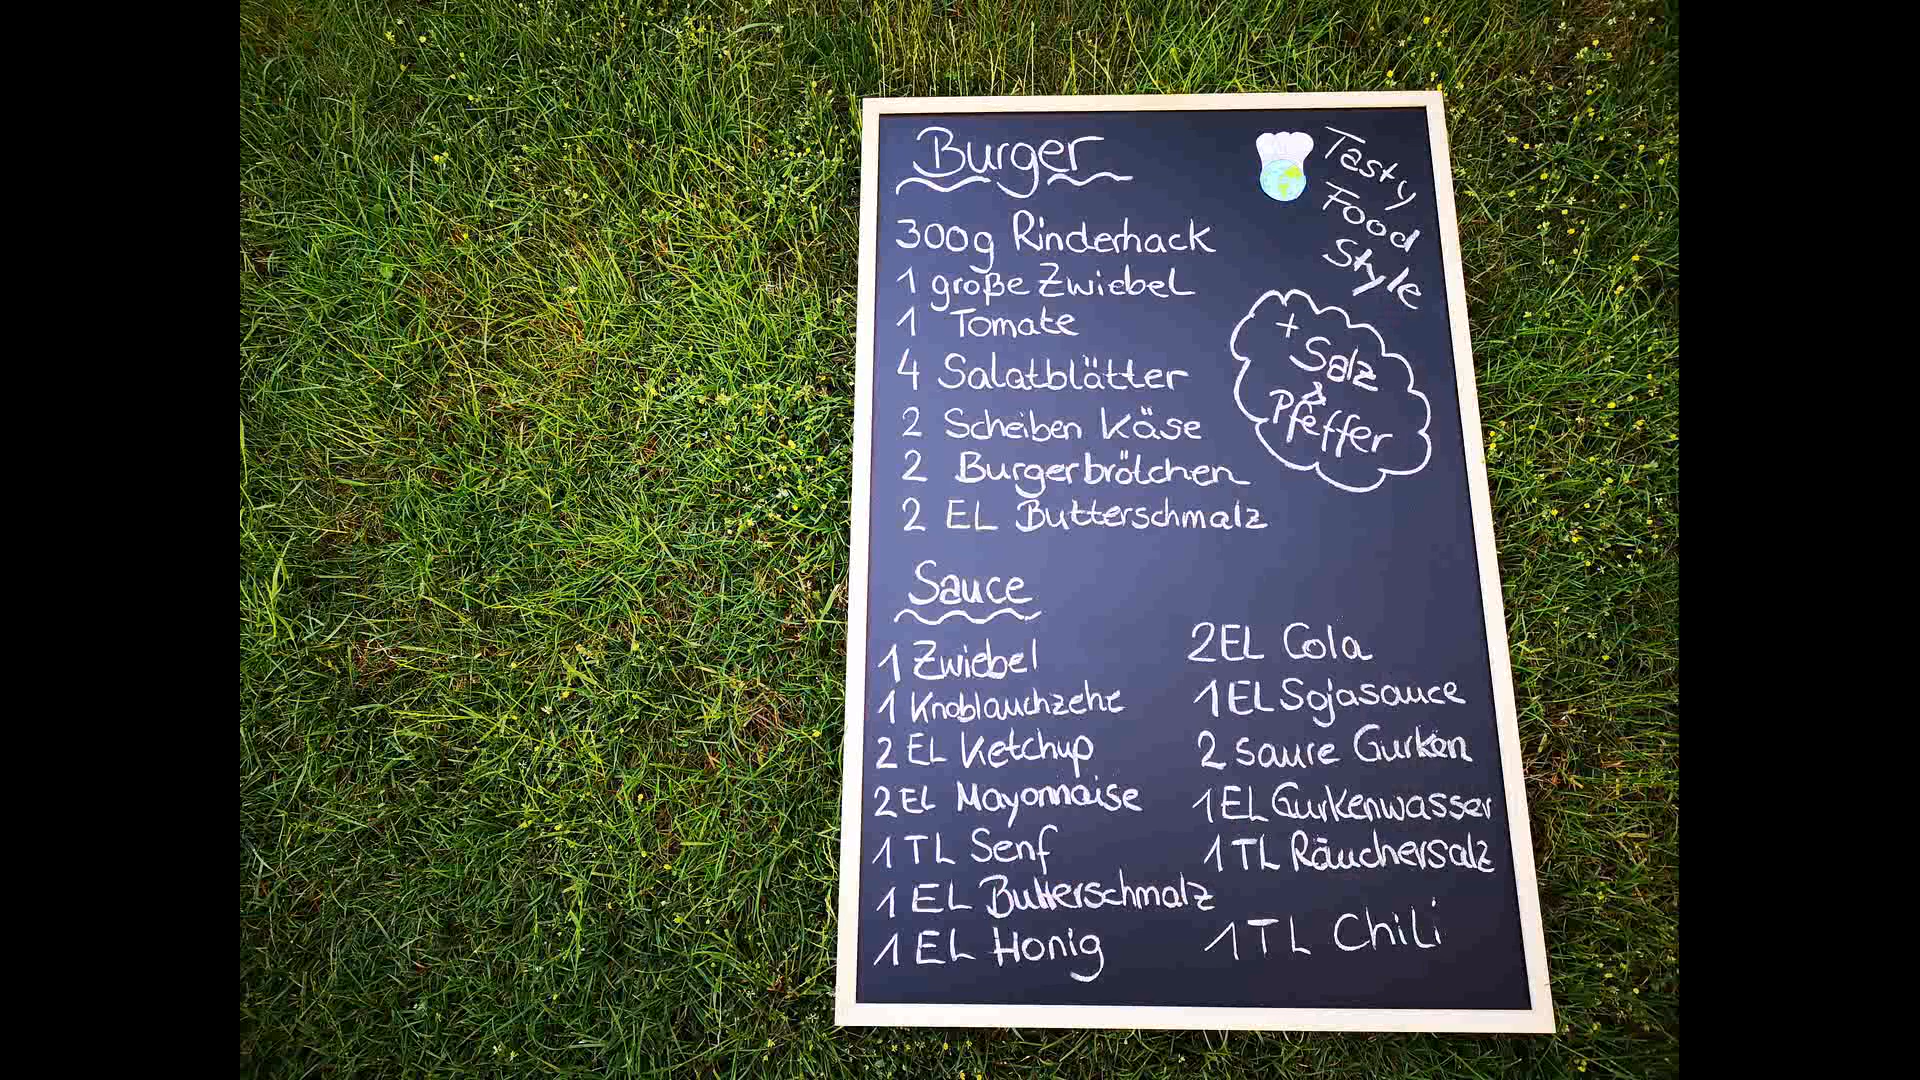 Burger
Tasty
Food
Style
300g Rinderhack
1 große Zwiebel
1 Tomate
4 Salatblätter
2 Scheiben Käse
2 Burgerbrötchen
2 EL Butterschmalz
+
Salz
&
Pfeffer
Sauce
1 Zwiebel
1 Knoblauchzehe
2 EL Ketchup
2 EL Mayonnaise
1 TL Senf
1 EL Butterschmalz
1 EL Honig
2 EL Cola
1 EL Sojasauce
2 saure Gurken
1 EL Gurkenwasser
1 TL Räuchersalz
1 TL Chili